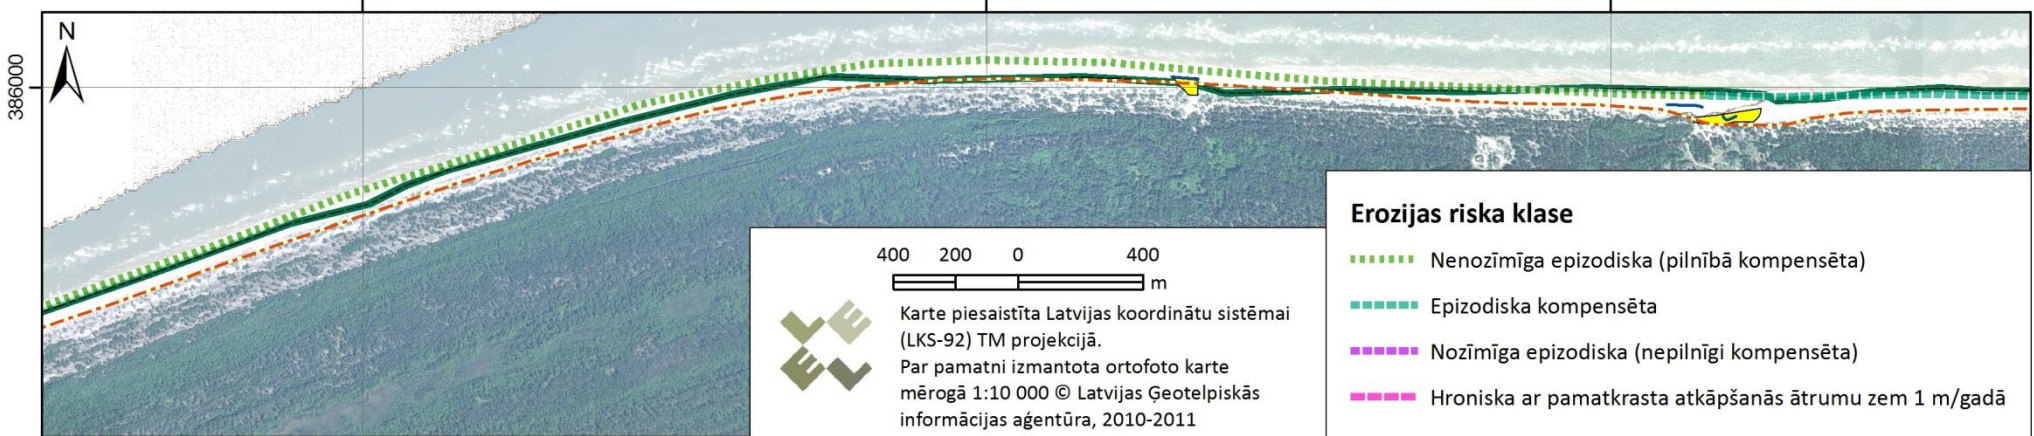 N
386000
400 200 0 400
m
Karte piesaistīta Latvijas koordinātu sistēmai
(LKS-92) TM projekcijā.
Par pamatni izmantota ortofoto karte
mērogā 1:10 000 © Latvijas Ģeotelpiskās
informācijas aģentūra, 2010-2011
Erozijas riska klase
Nenozīmīga epizodiska (pilnībā kompensēta)
Epizodiska kompensēta
Nozīmīga epizodiska (nepilnīgi kompensēta)
Hroniska ar pamatkrasta atkāpšanās ātrumu zem 1 m/gadā